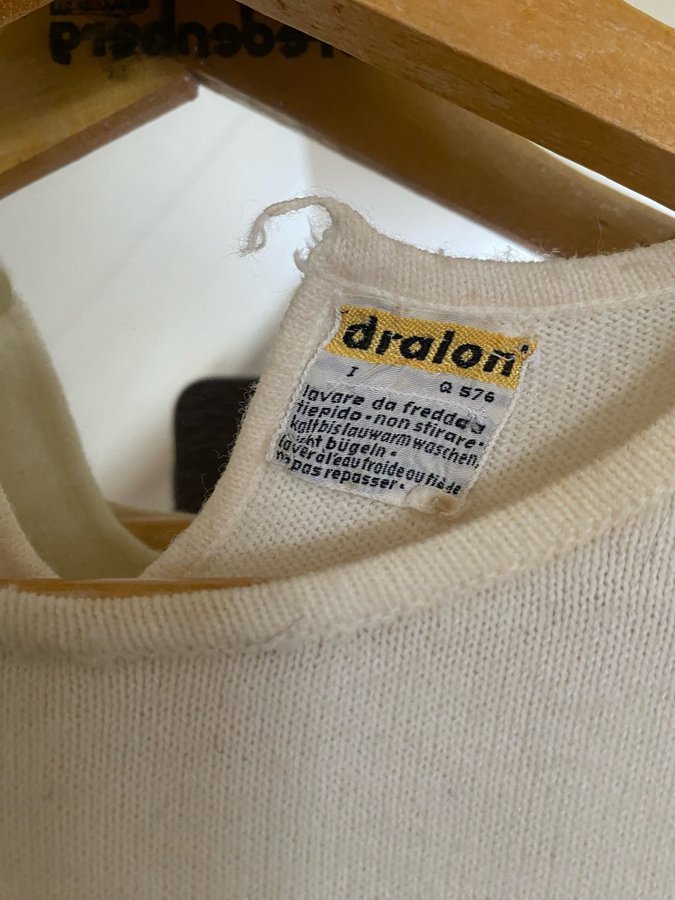 "dralon"
I Q 576
lavare da freddo a
tiepido • non stirare •
kalt bis lauwarm waschen,
nicht bügeln •
laver à l'eau froide ou tiède
ne pas repasser •